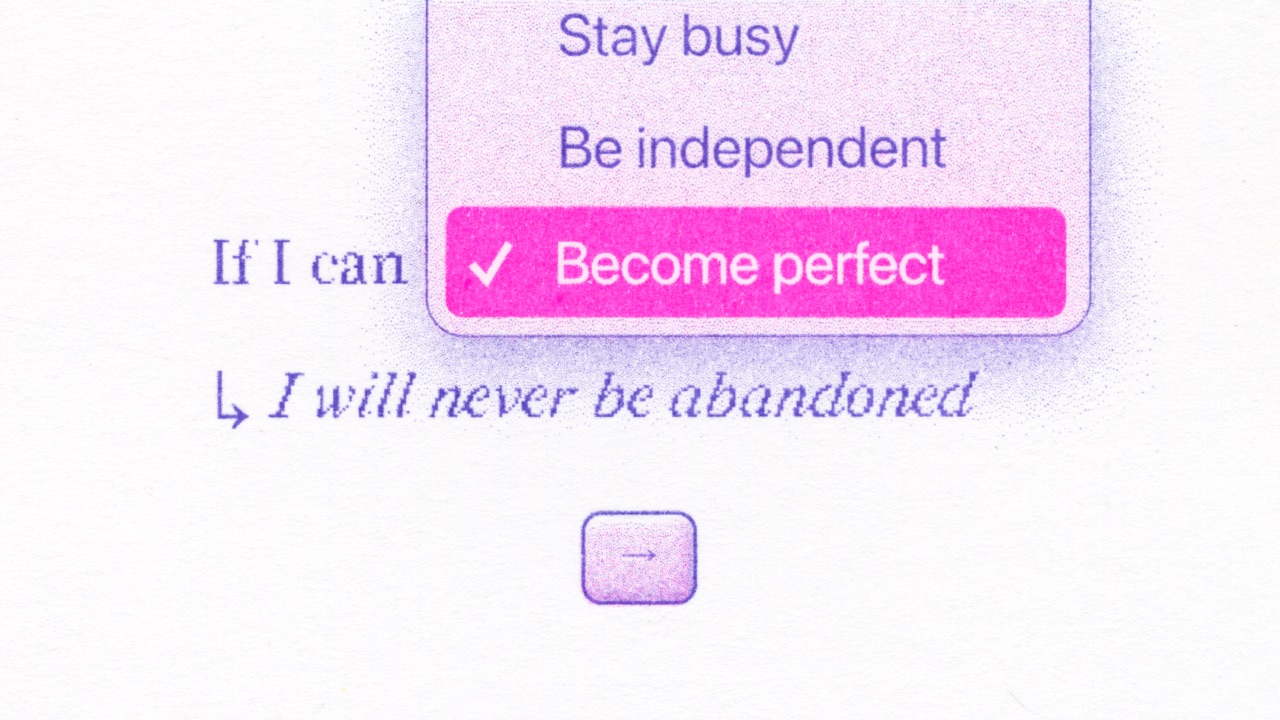 Stay busy
Be independent
If I can ✓ Become perfect
↳ I will never be abandoned
→